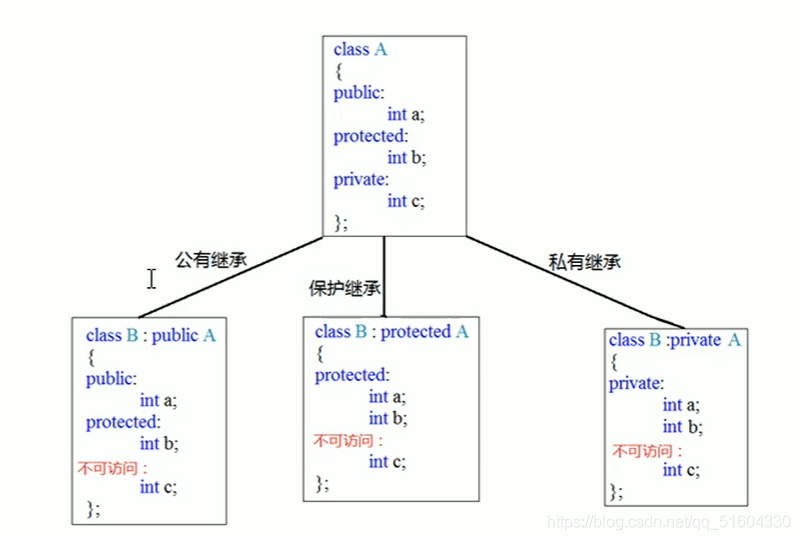 class A
{
public:
int a;
protected:
int b;
private:
int c;
};
公有继承
保护继承
私有继承
class B : public A
{
public:
int a;
protected:
int b;
不可访问：
int c;
};
class B : protected A
{
protected:
int a;
int b;
不可访问：
int c;
};
class B :private A
{
private:
int a;
int b;
不可访问：
int c;
};
https://blog.csdn.net/qq_51604330